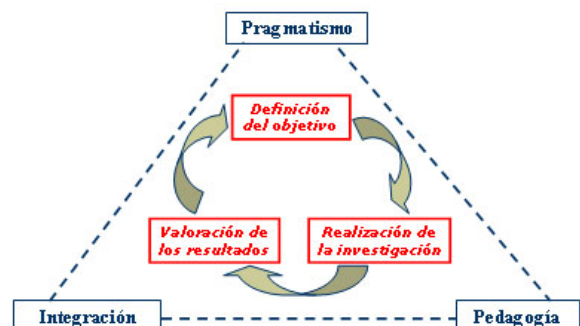 Pragmatismo
Definición
del objetivo
Valoración de
los resultados
Realización de
la investigación
Integración
Pedagogía